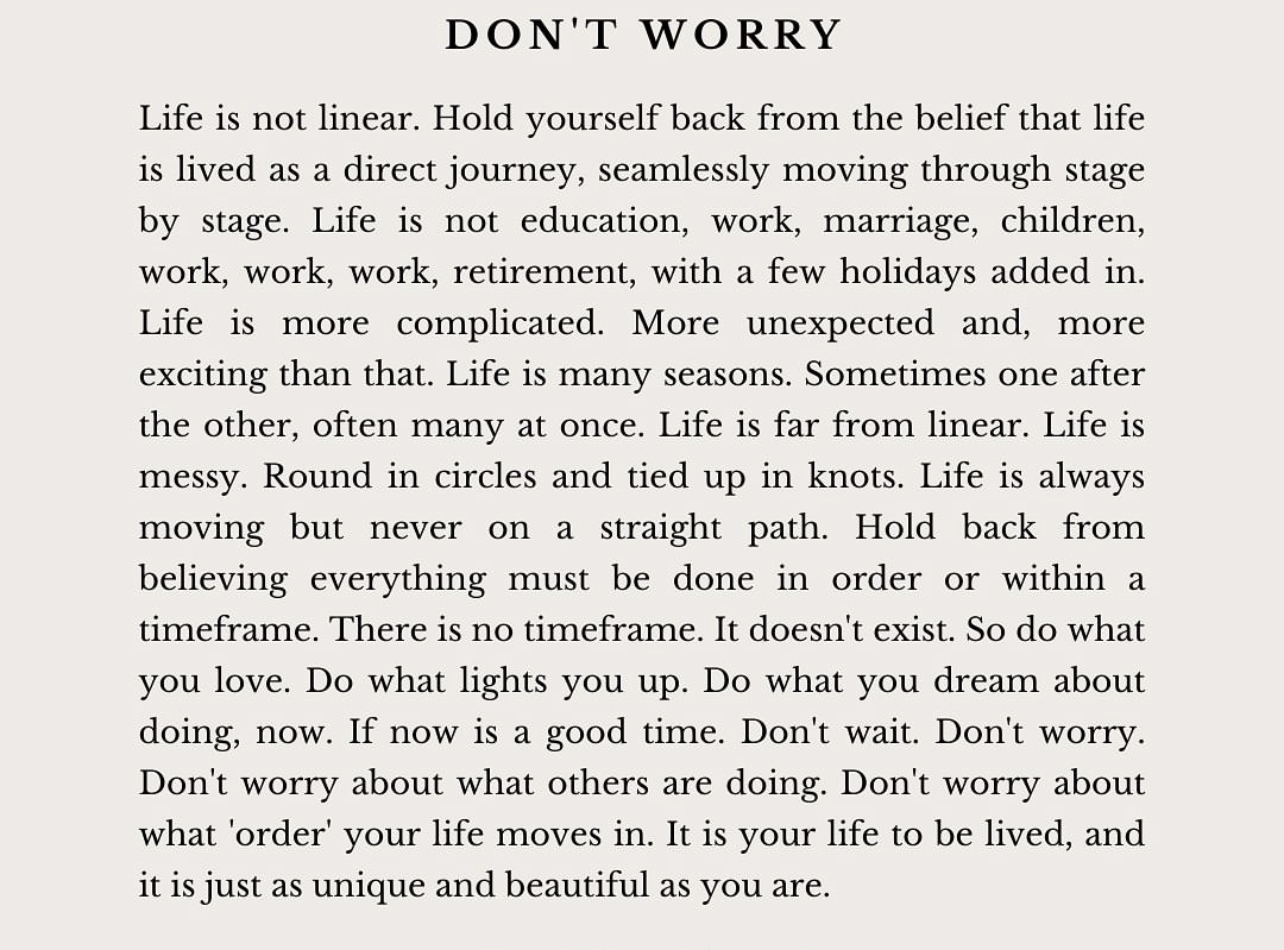 DON'T WORRY
Life is not linear. Hold yourself back from the belief that life
is lived as a direct journey, seamlessly moving through stage
by stage. Life is not education, work, marriage, children,
work, work, work, retirement, with a few holidays added in.
Life is more complicated. More unexpected and, more
exciting than that. Life is many seasons. Sometimes one after
the other, often many at once. Life is far from linear. Life is
messy. Round in circles and tied up in knots. Life is always
moving but never on a straight path. Hold back from
believing everything must be done in order or within a
timeframe. There is no timeframe. It doesn't exist. So do what
you love. Do what lights you up. Do what you dream about
doing, now. If now is a good time. Don't wait. Don't worry.
Don't worry about what others are doing. Don't worry about
what 'order' your life moves in. It is your life to be lived, and
it is just as unique and beautiful as you are.